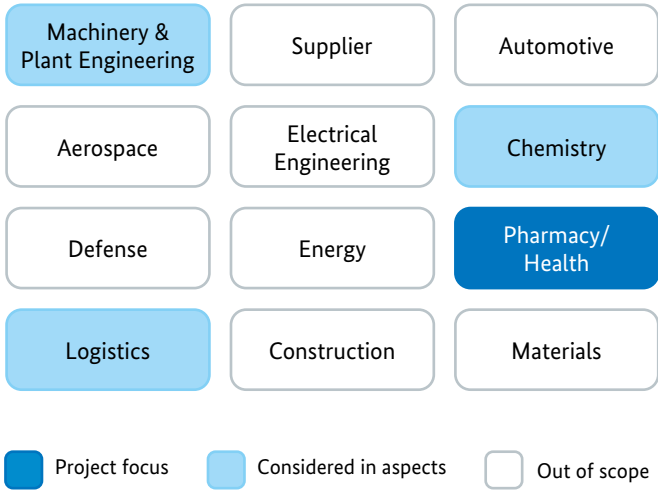 Machinery &
Plant Engineering
Supplier
Automotive
Aerospace
Electrical
Engineering
Chemistry
Defense
Energy
Pharmacy/
Health
Logistics
Construction
Materials
Project focus
Considered in aspects
Out of scope